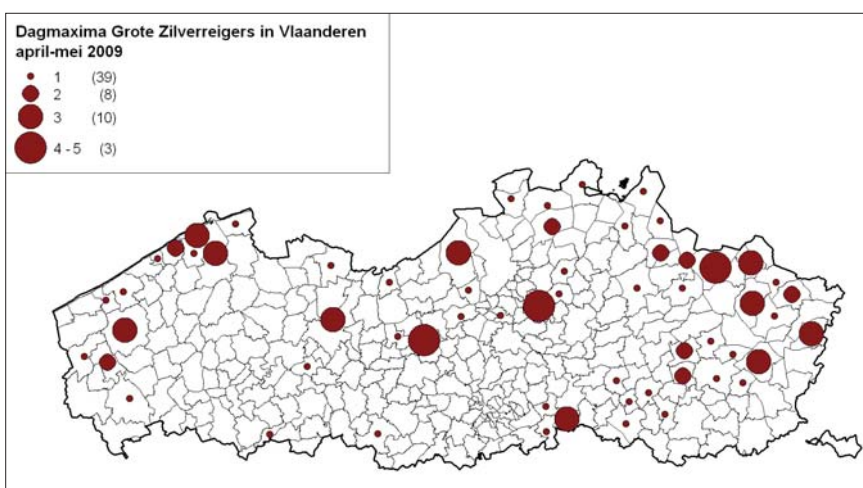 Dagmaxima Grote Zilverreigers in Vlaanderen
april-mei 2009
1 (39)
2 (8)
3 (10)
4 - 5 (3)